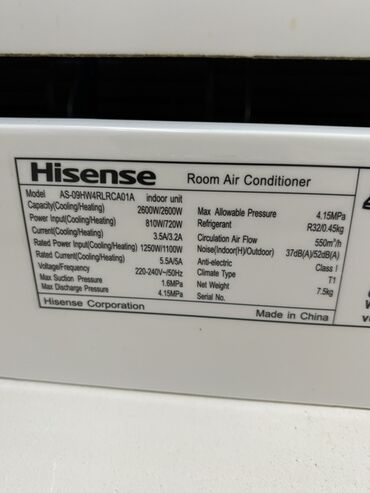 Hisense Room Air Conditioner
Model AS-09HW4RLRCA01A indoor unit
Capacity(Cooling/Heating) 2600W/2600W
Power Input(Cooling/Heating) 810W/720W
Current(Cooling/Heating) 3.5A/3.2A
Rated Power Input(Cooling/Heating) 1250W/1100W
Rated Current(Cooling/Heating) 5.5A/5A
Voltage/Frequency 220-240V~/50Hz
Max Suction Pressure 1.6MPa
Max Discharge Pressure 4.15MPa
Max Allowable Pressure 4.15MPa
Refrigerant R32/0.45kg
Circulation Air Flow 550m³/h
Noise(Indoor(H)/Outdoor) 37dB(A)/52dB(A)
Anti-electric Class I
Climate Type T1
Net Weight 7.5kg
Serial No.
Hisense Corporation Made in China